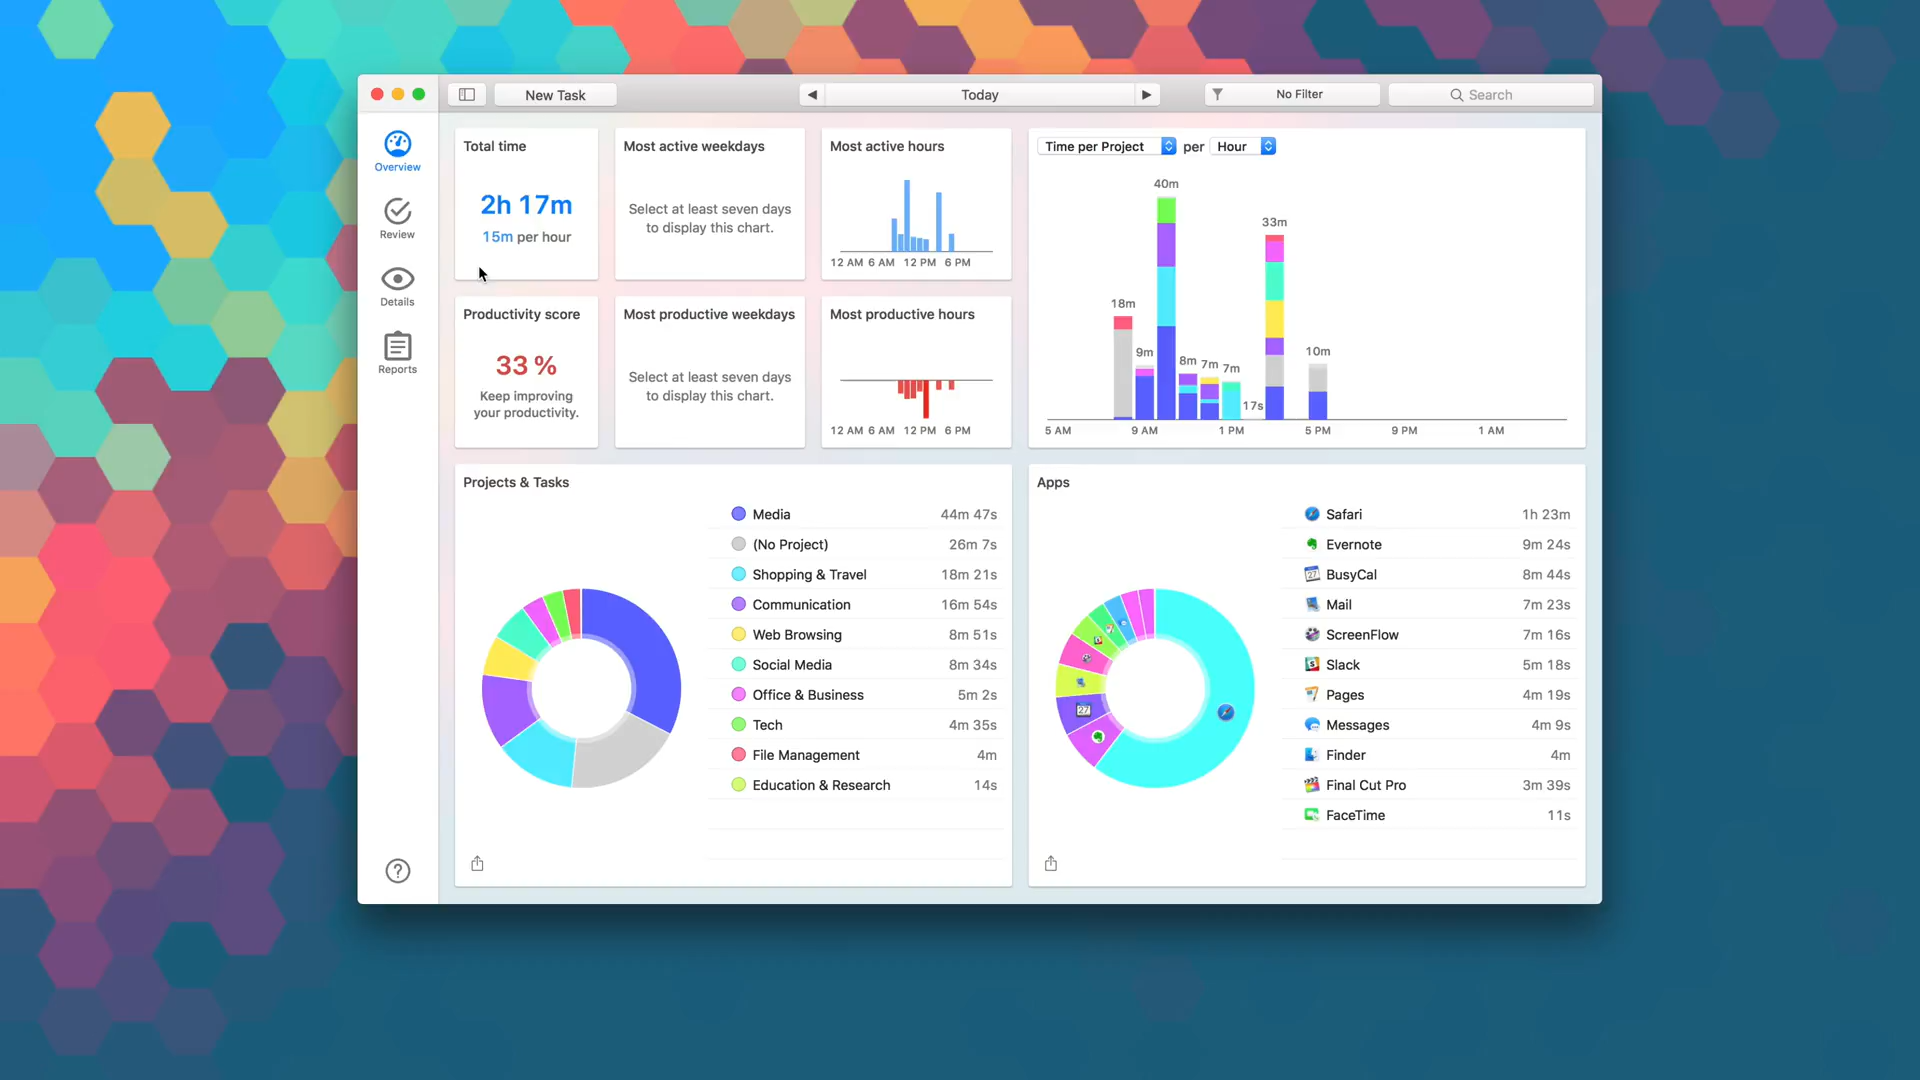 New Task
Today
No Filter
Search
Overview
Review
Details
Reports
Total time
2h 17m
15m per hour
Most active weekdays
Select at least seven days
to display this chart.
Most active hours
12 AM 6 AM 12 PM 6 PM
Productivity score
33 %
Keep improving
your productivity.
Most productive weekdays
Select at least seven days
to display this chart.
Most productive hours
12 AM 6 AM 12 PM 6 PM
Time per Project per Hour
40m
33m
18m
9m
8m
7m
7m
10m
17s
5 AM 9 AM 1 PM 5 PM 9 PM 1 AM
Projects & Tasks
Media 44m 47s
(No Project) 26m 7s
Shopping & Travel 18m 21s
Communication 16m 54s
Web Browsing 8m 51s
Social Media 8m 34s
Office & Business 5m 2s
Tech 4m 35s
File Management 4m
Education & Research 14s
Apps
27
Safari 1h 23m
Evernote 9m 24s
27 BusyCal 8m 44s
Mail 7m 23s
ScreenFlow 7m 16s
S Slack 5m 18s
Pages 4m 19s
Messages 4m 9s
Finder 4m
Final Cut Pro 3m 39s
FaceTime 11s
?